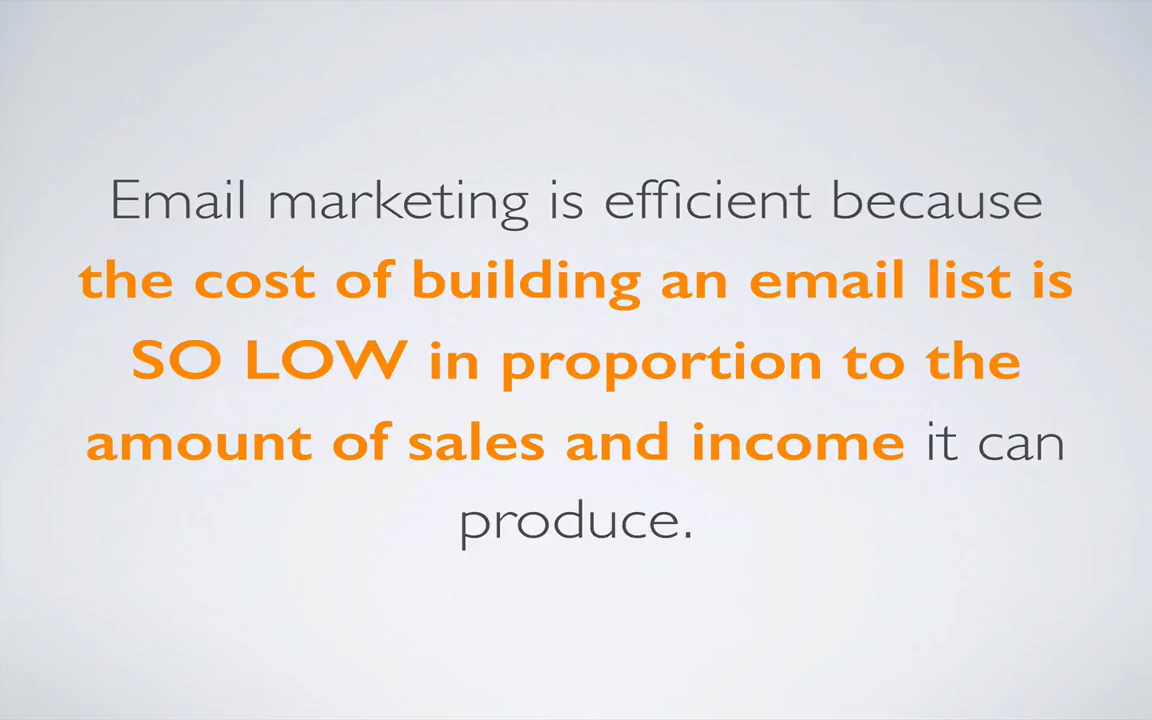 Email marketing is efficient because
the cost of building an email list is
SO LOW in proportion to the
amount of sales and income it can
produce.